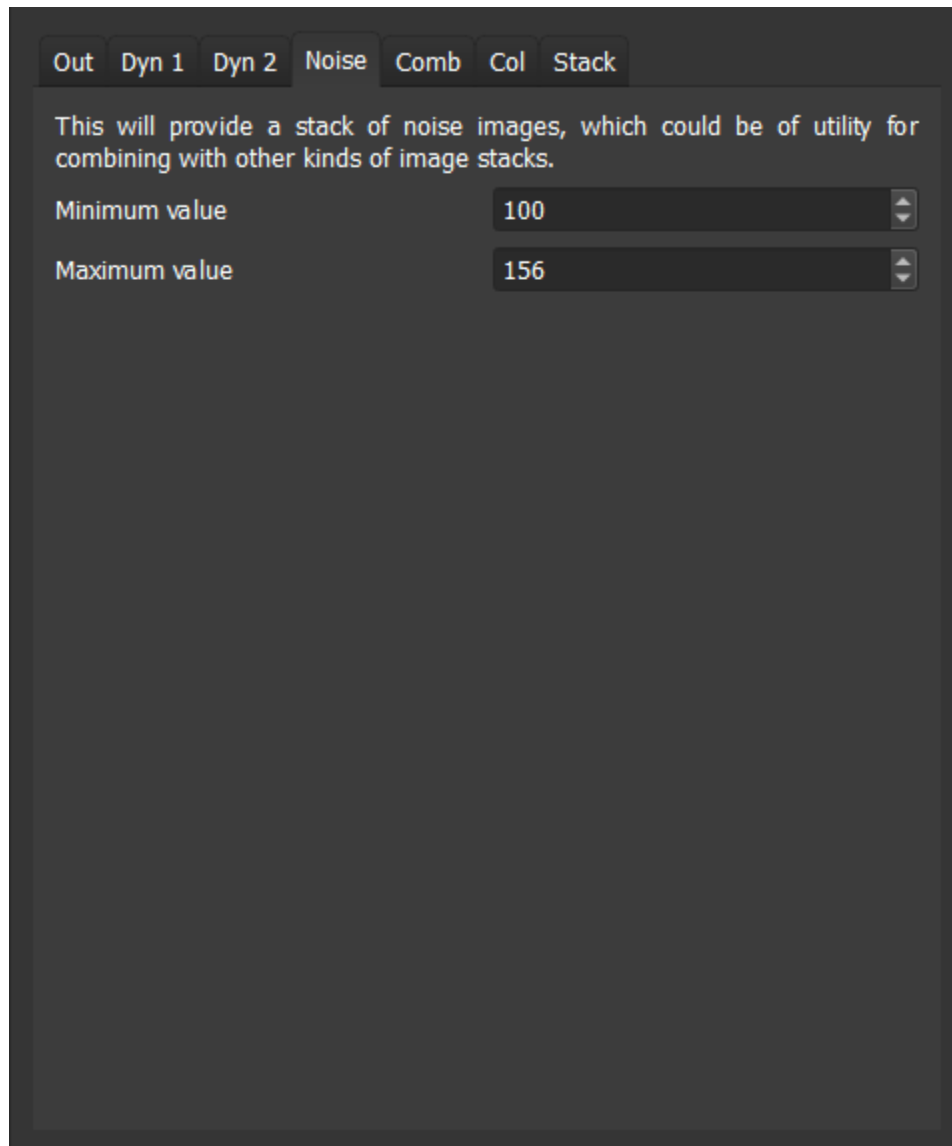 Out Dyn 1 Dyn 2 Noise Comb Col Stack
This will provide a stack of noise images, which could be of utility for
combining with other kinds of image stacks.
Minimum value 100
Maximum value 156